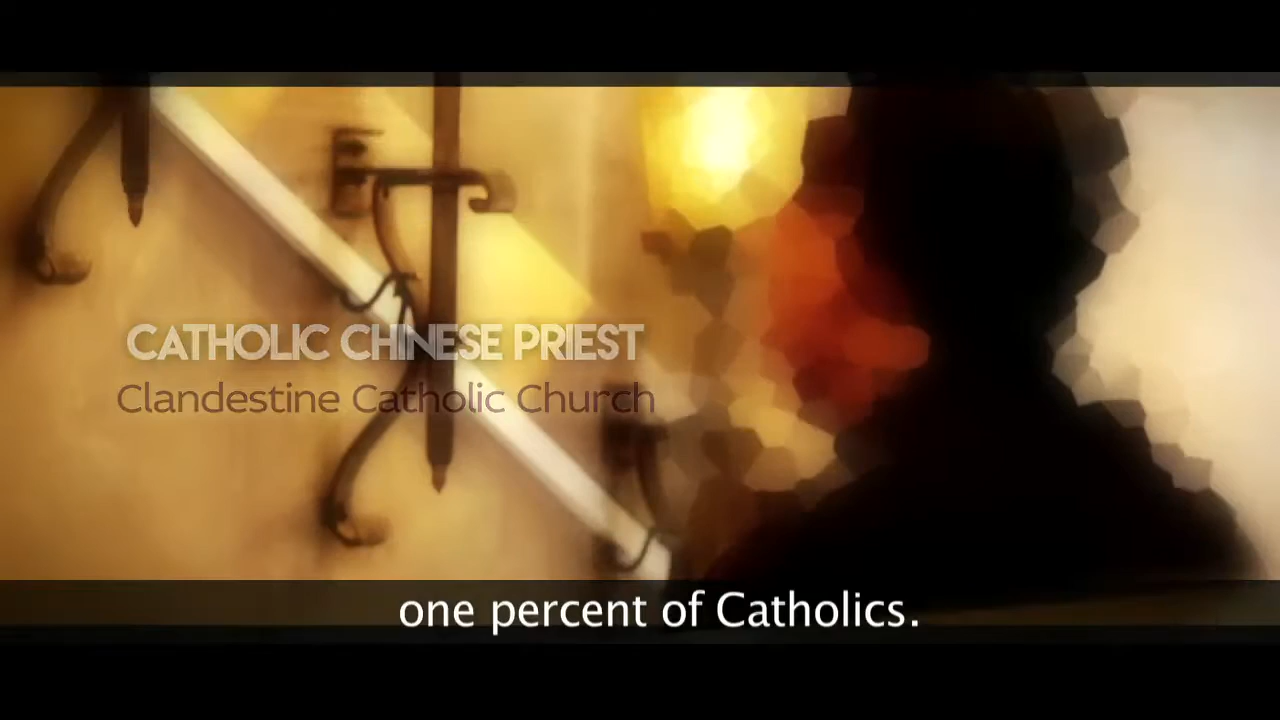 CATHOLIC CHINESE PRIEST
Clandestine Catholic Church
one percent of Catholics.